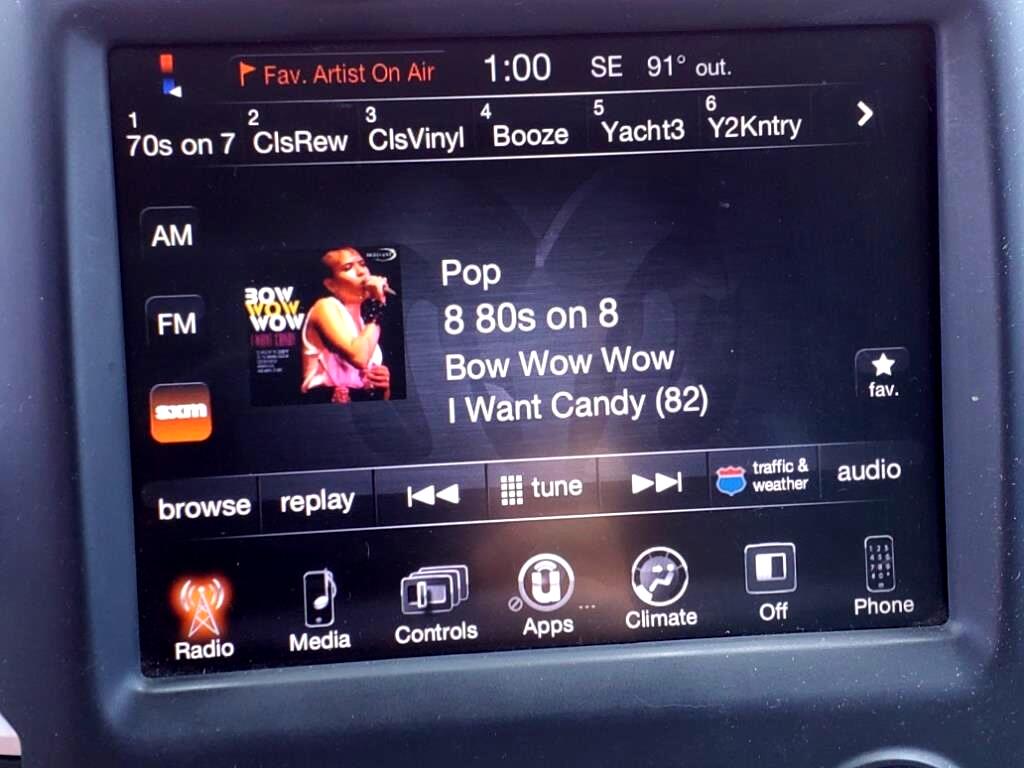 Fav. Artist On Air 1:00 SE 91° out.
1 2 3 4 5 6
70s on 7 ClsRew ClsVinyl Booze Yacht3 Y2Kntry
AM
FM
sxm
BOW
WOW
WOW
I WANT CANDY
Pop
8 80s on 8
Bow Wow Wow
I Want Candy (82)
fav.
browse replay tune traffic & weather audio
Radio Media Controls Apps Climate Off Phone